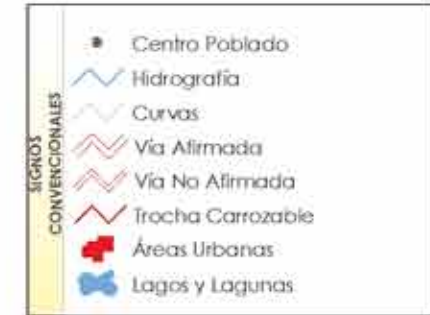 SIGNOS
CONVENCIONALES
Centro Poblado
Hidrografía
Curvas
Vía Afirmada
Vía No Afirmada
Trocha Carrozable
Áreas Urbanas
Lagos y Lagunas